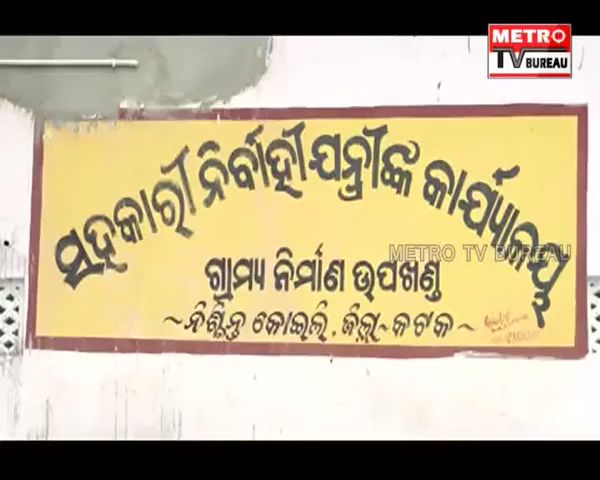 METRO
TV BUREAU
ସହକାରୀ ନିର୍ବାହୀ ଯନ୍ତ୍ରୀଙ୍କ କାର୍ଯ୍ୟାଳୟ
METRO TV BUREAU
ଗ୍ରାମ୍ୟ ନିର୍ମାଣ ଉପଖଣ୍ଡ
~ନିଶ୍ଚିନ୍ତ କୋଇଲି, ଜିଲ୍ଲା-କଟକ~